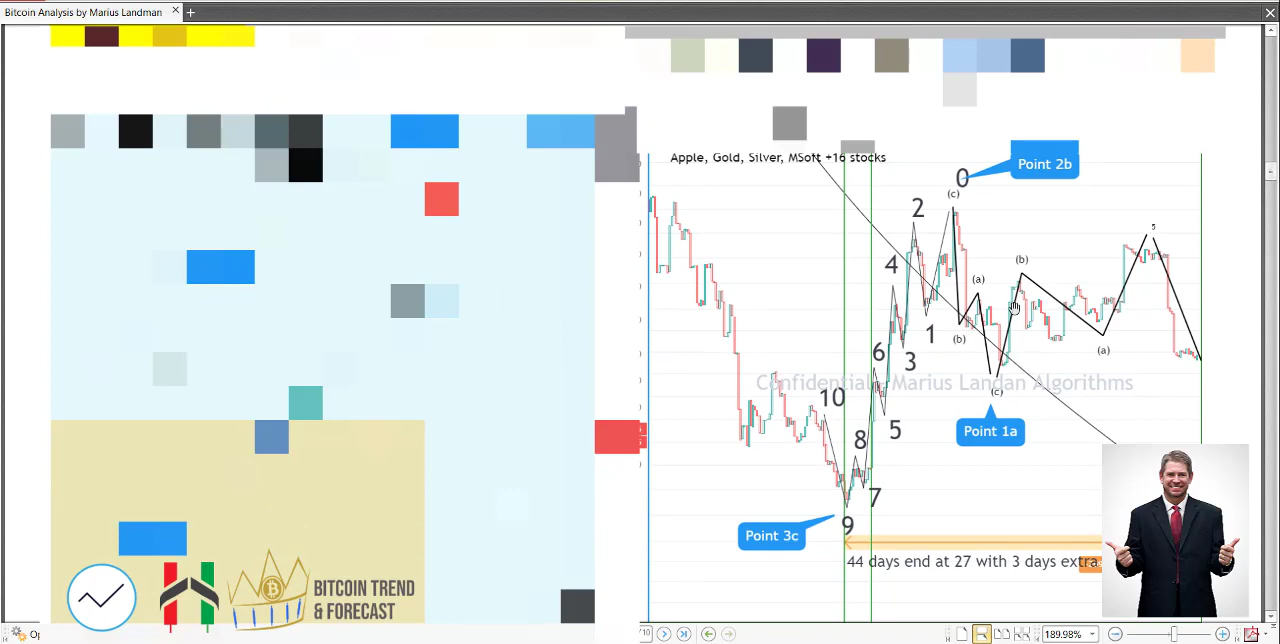 Bitcoin Analysis by Marius Landman
Apple, Gold, Silver, MSoft +16 stocks
0
Point 2b
(c)
2
5
(b)
4
(a)
1
(b)
(a)
6
3
Confidential - Marius Landan Algorithms
(c)
10
Point 1a
5
8
7
9
Point 3c
44 days end at 27 with 3 days extra
BITCOIN TREND
& FORECAST
Op
/10
189.98%